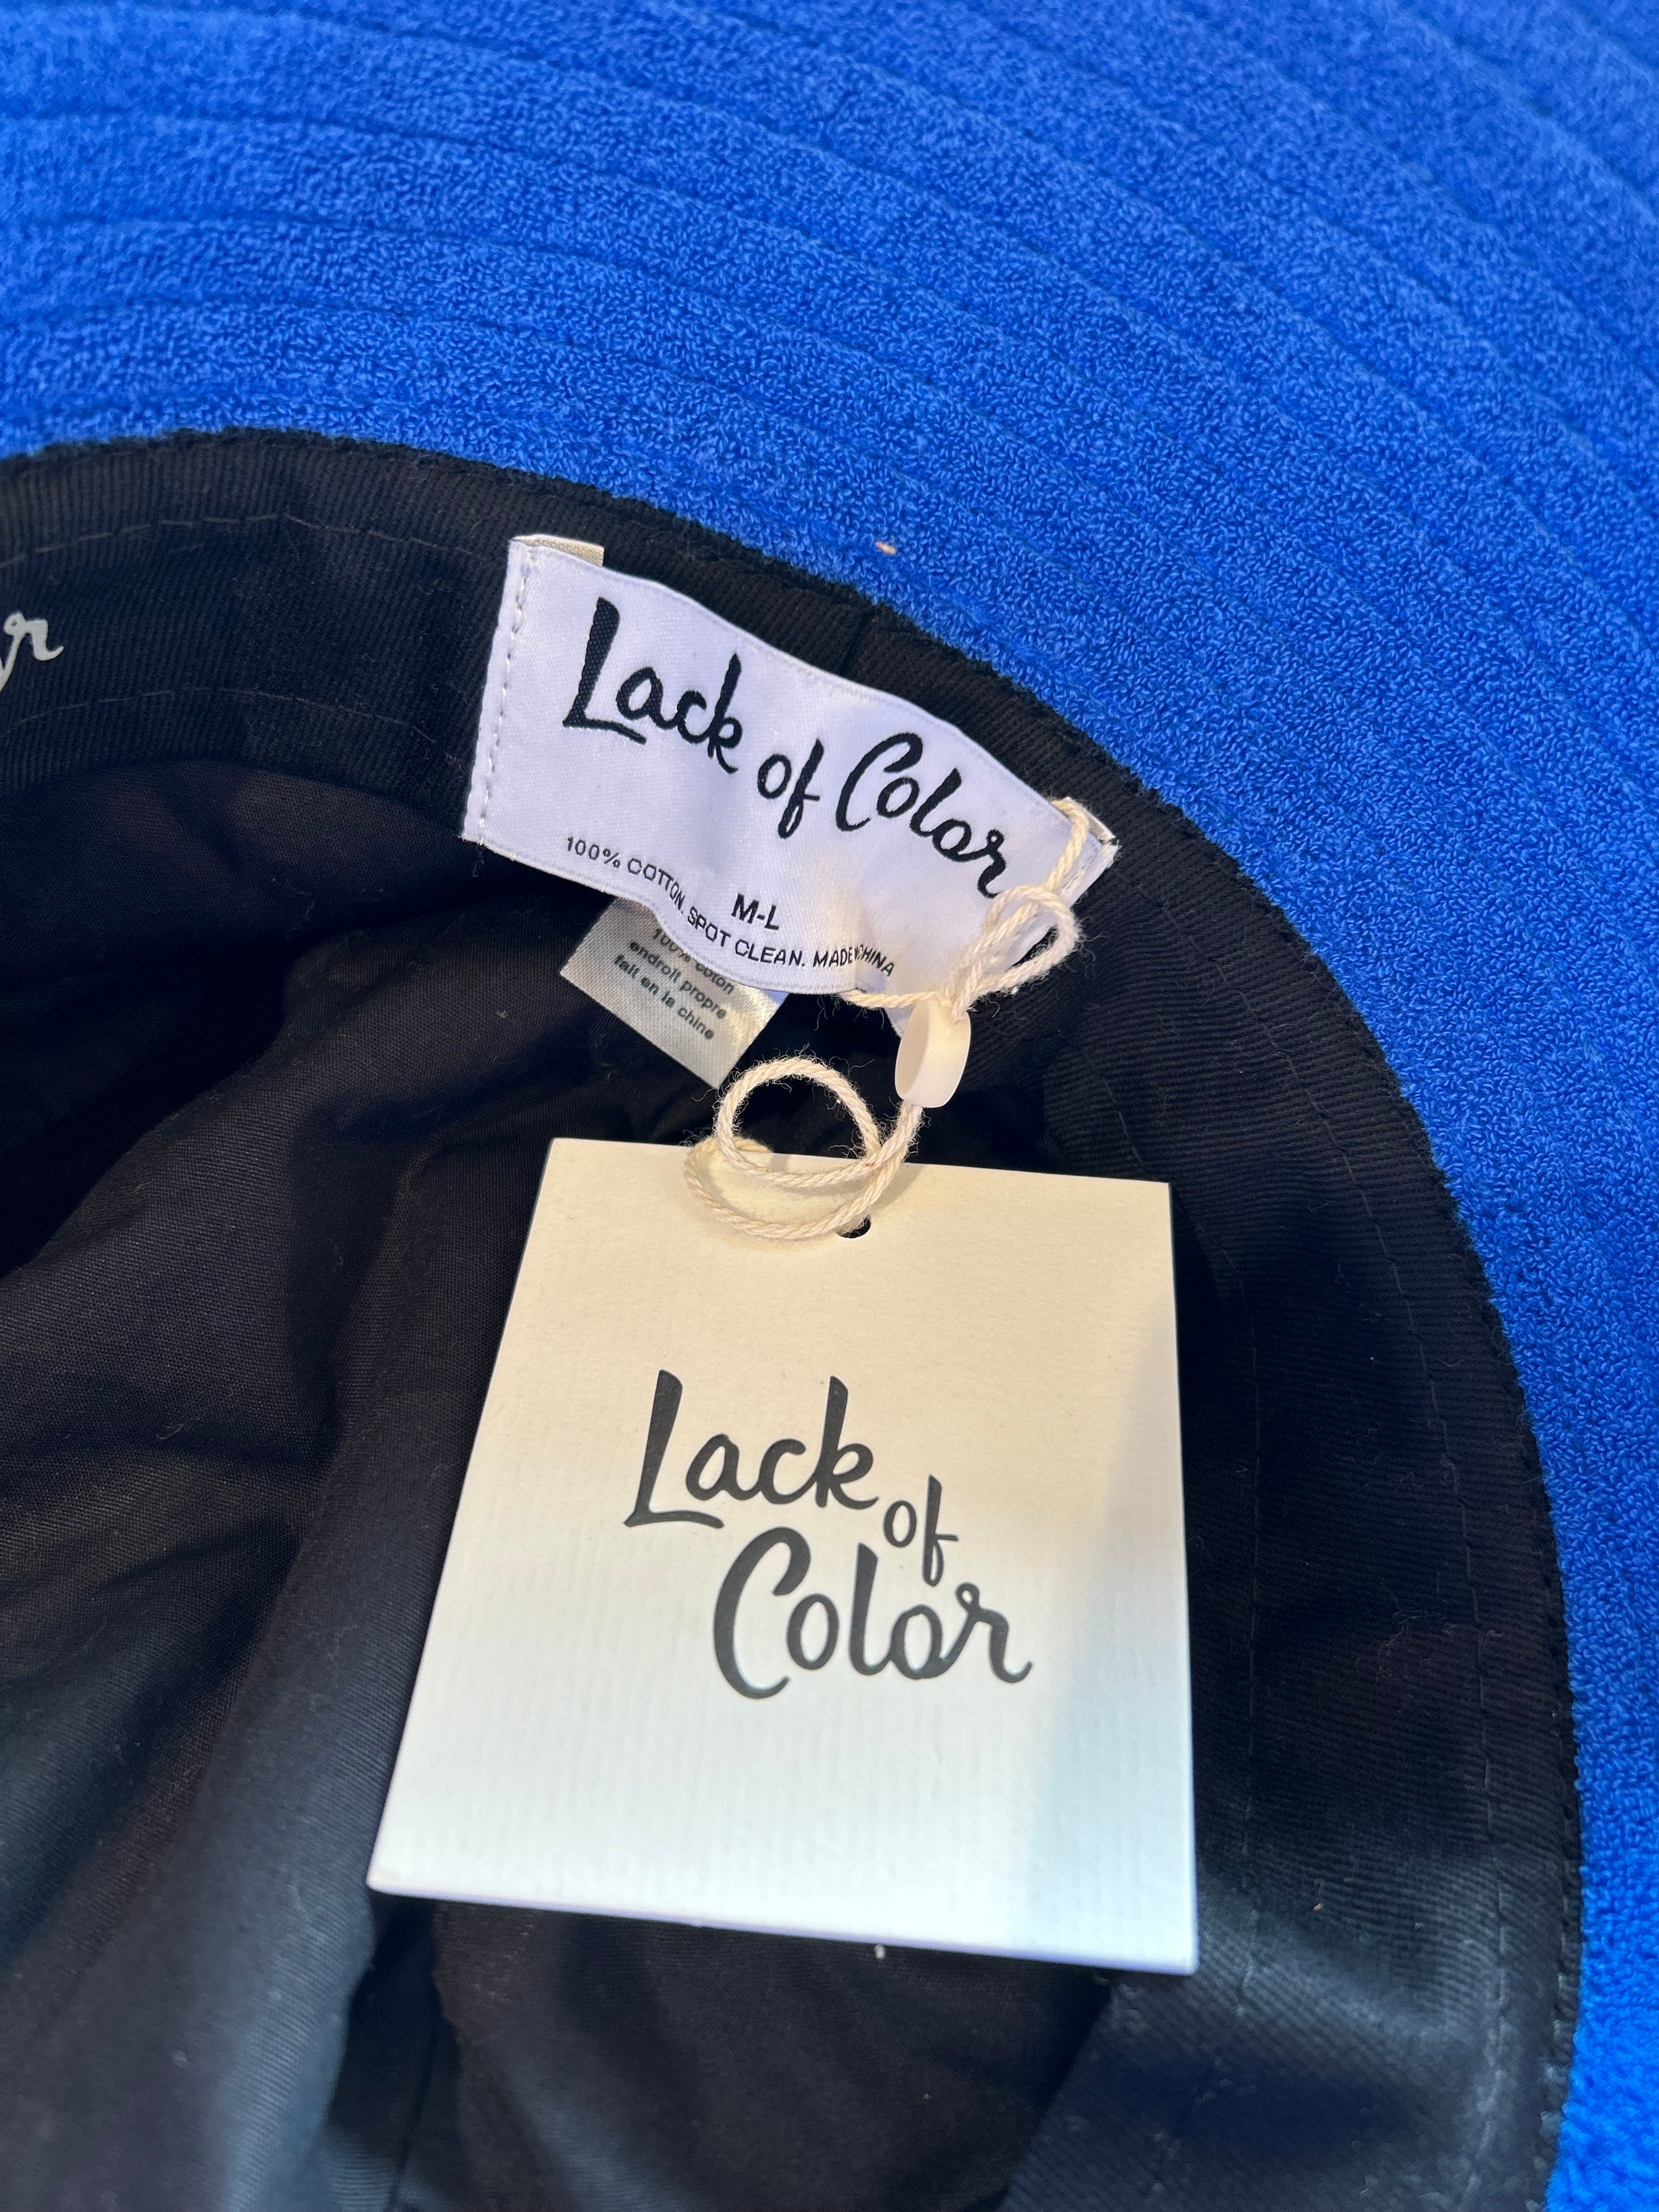 Lack of Color
M-L
100% COTTON. SPOT CLEAN. MADE CHINA
100% coton
endroit propre
fait en la chine
Lack of
Color